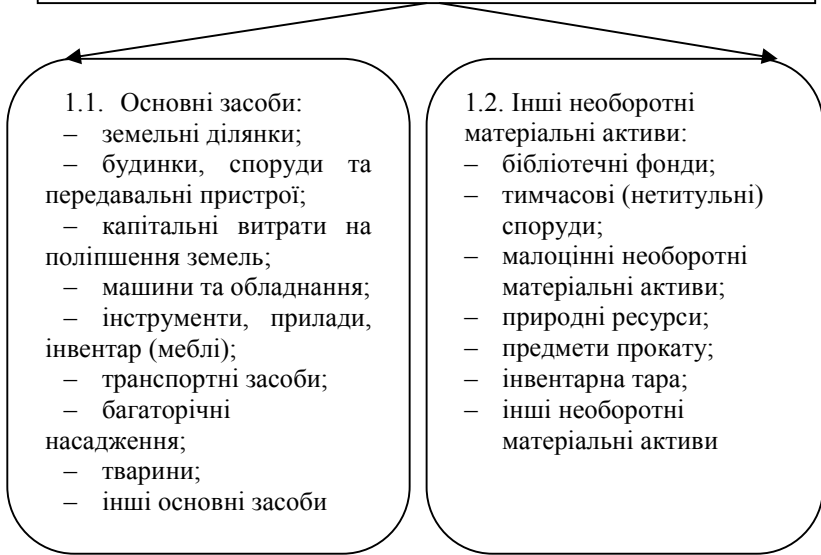 1.1. Основні засоби:
– земельні ділянки;
– будинки, споруди та
передавальні пристрої;
– капітальні витрати на
поліпшення земель;
– машини та обладнання;
– інструменти, прилади,
інвентар (меблі);
– транспортні засоби;
– багаторічні
насадження;
– тварини;
– інші основні засоби
1.2. Інші необоротні
матеріальні активи:
– бібліотечні фонди;
– тимчасові (нетитульні)
споруди;
– малоцінні необоротні
матеріальні активи;
– природні ресурси;
– предмети прокату;
– інвентарна тара;
– інші необоротні
матеріальні активи